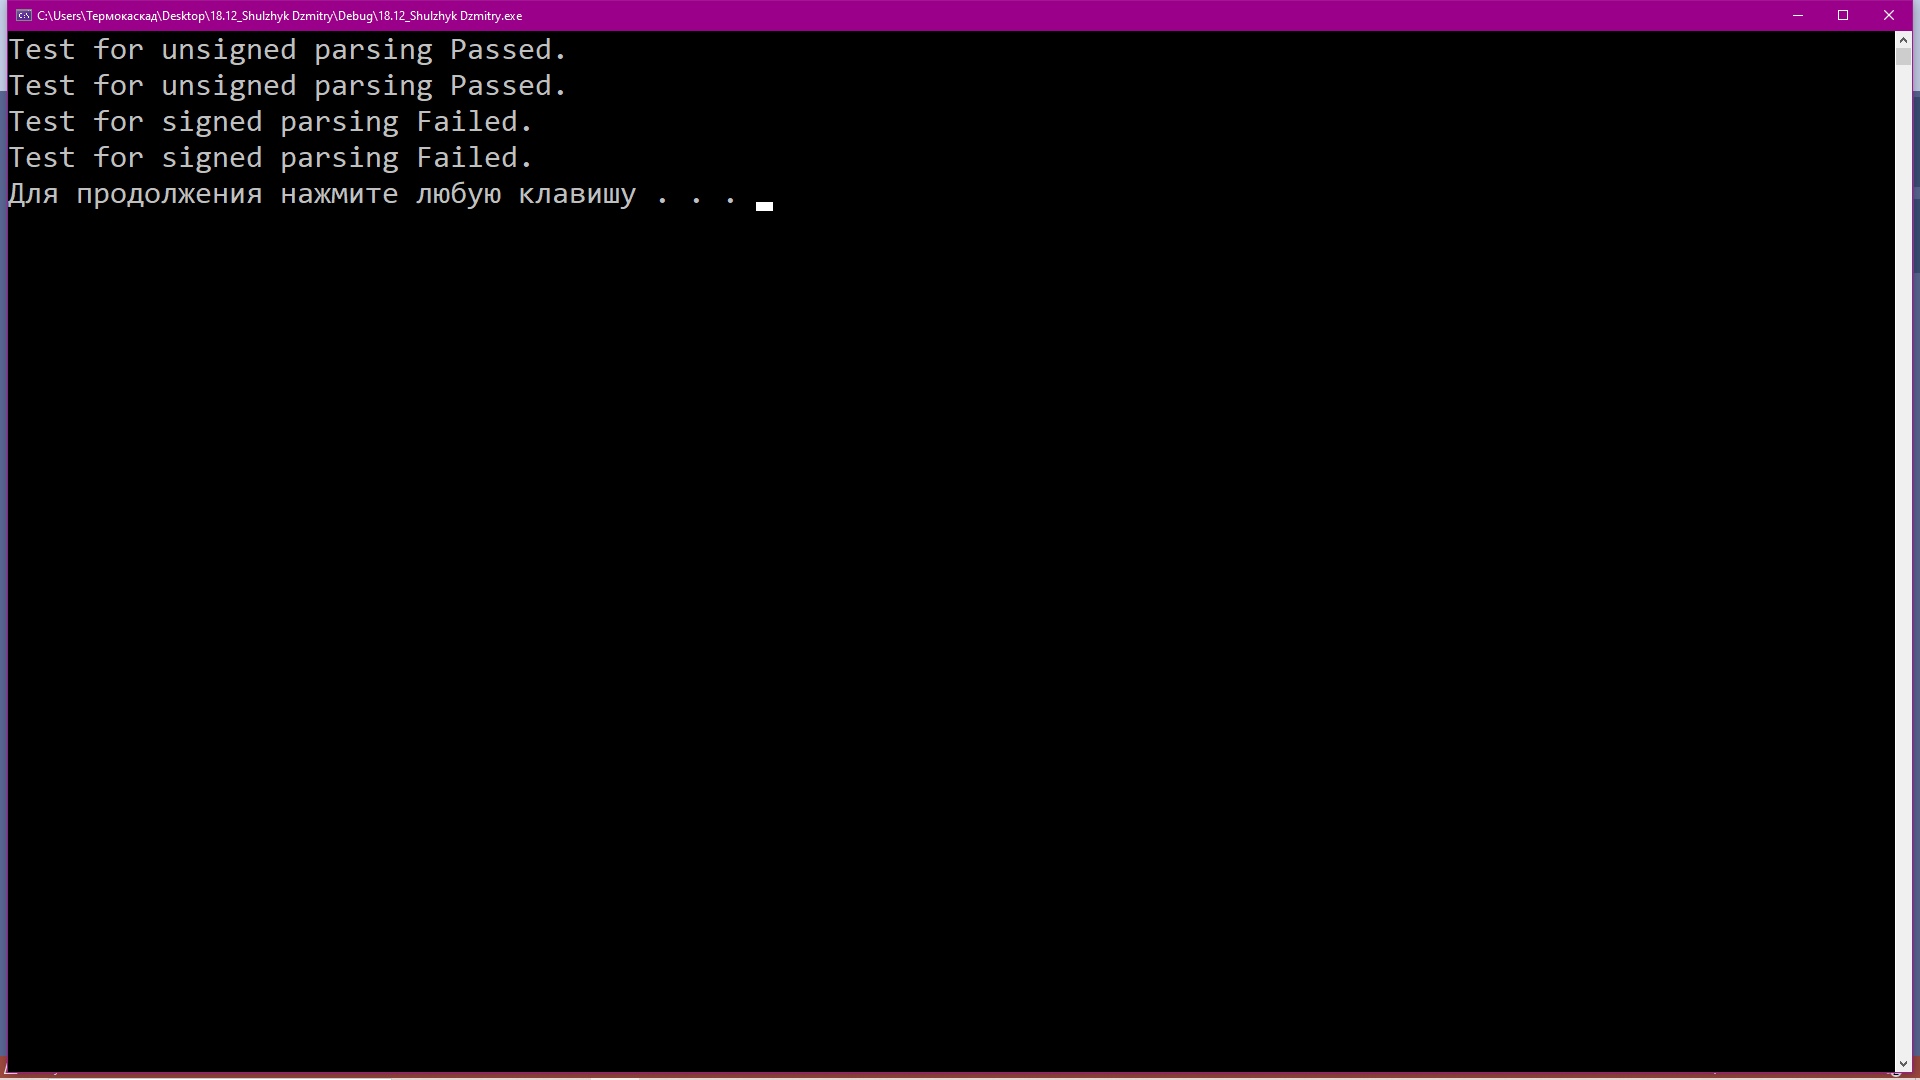 C:\Users\Термокаскад\Desktop\18.12_Shulzhyk Dzmitry\Debug\18.12_Shulzhyk Dzmitry.exe
Test for unsigned parsing Passed.
Test for unsigned parsing Passed.
Test for signed parsing Failed.
Test for signed parsing Failed.
Для продолжения нажмите любую клавишу . . .